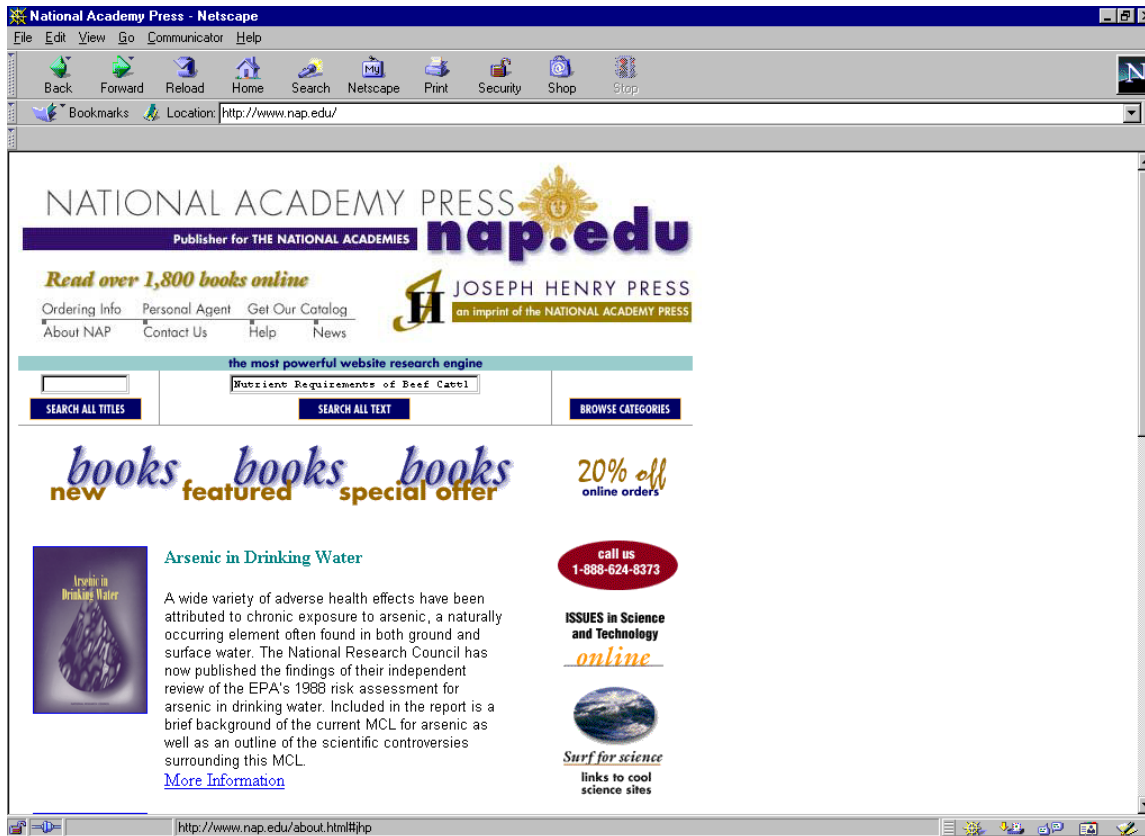 National Academy Press - Netscape
File Edit View Go Communicator Help
Back Forward Reload Home Search Netscape Print Security Shop Stop
My
N
Bookmarks Location: http://www.nap.edu/
NATIONAL ACADEMY PRESS
Publisher for THE NATIONAL ACADEMIES
nap.edu
Read over 1,800 books online
Ordering Info Personal Agent Get Our Catalog
About NAP Contact Us Help News
JH JOSEPH HENRY PRESS
an imprint of the NATIONAL ACADEMY PRESS
the most powerful website research engine
Nutrient Requirements of Beef Cattl
SEARCH ALL TITLES SEARCH ALL TEXT BROWSE CATEGORIES
books books books
new featured special offer
20% off
online orders
Arsenic in
Drinking Water
Arsenic in Drinking Water
A wide variety of adverse health effects have been
attributed to chronic exposure to arsenic, a naturally
occurring element often found in both ground and
surface water. The National Research Council has
now published the findings of their independent
review of the EPA's 1988 risk assessment for
arsenic in drinking water. Included in the report is a
brief background of the current MCL for arsenic as
well as an outline of the scientific controversies
surrounding this MCL.
More Information
call us
1-888-624-8373
ISSUES in Science
and Technology
online
Surf for science
links to cool
science sites
http://www.nap.edu/about.html#jhp